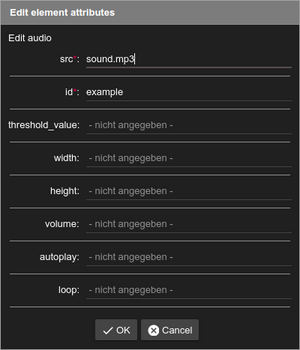 Edit element attributes
Edit audio
src*: sound.mp3
id*: example
threshold_value: - nicht angegeben -
width: - nicht angegeben -
height: - nicht angegeben -
volume: - nicht angegeben -
autoplay: - nicht angegeben -
loop: - nicht angegeben -
OK Cancel